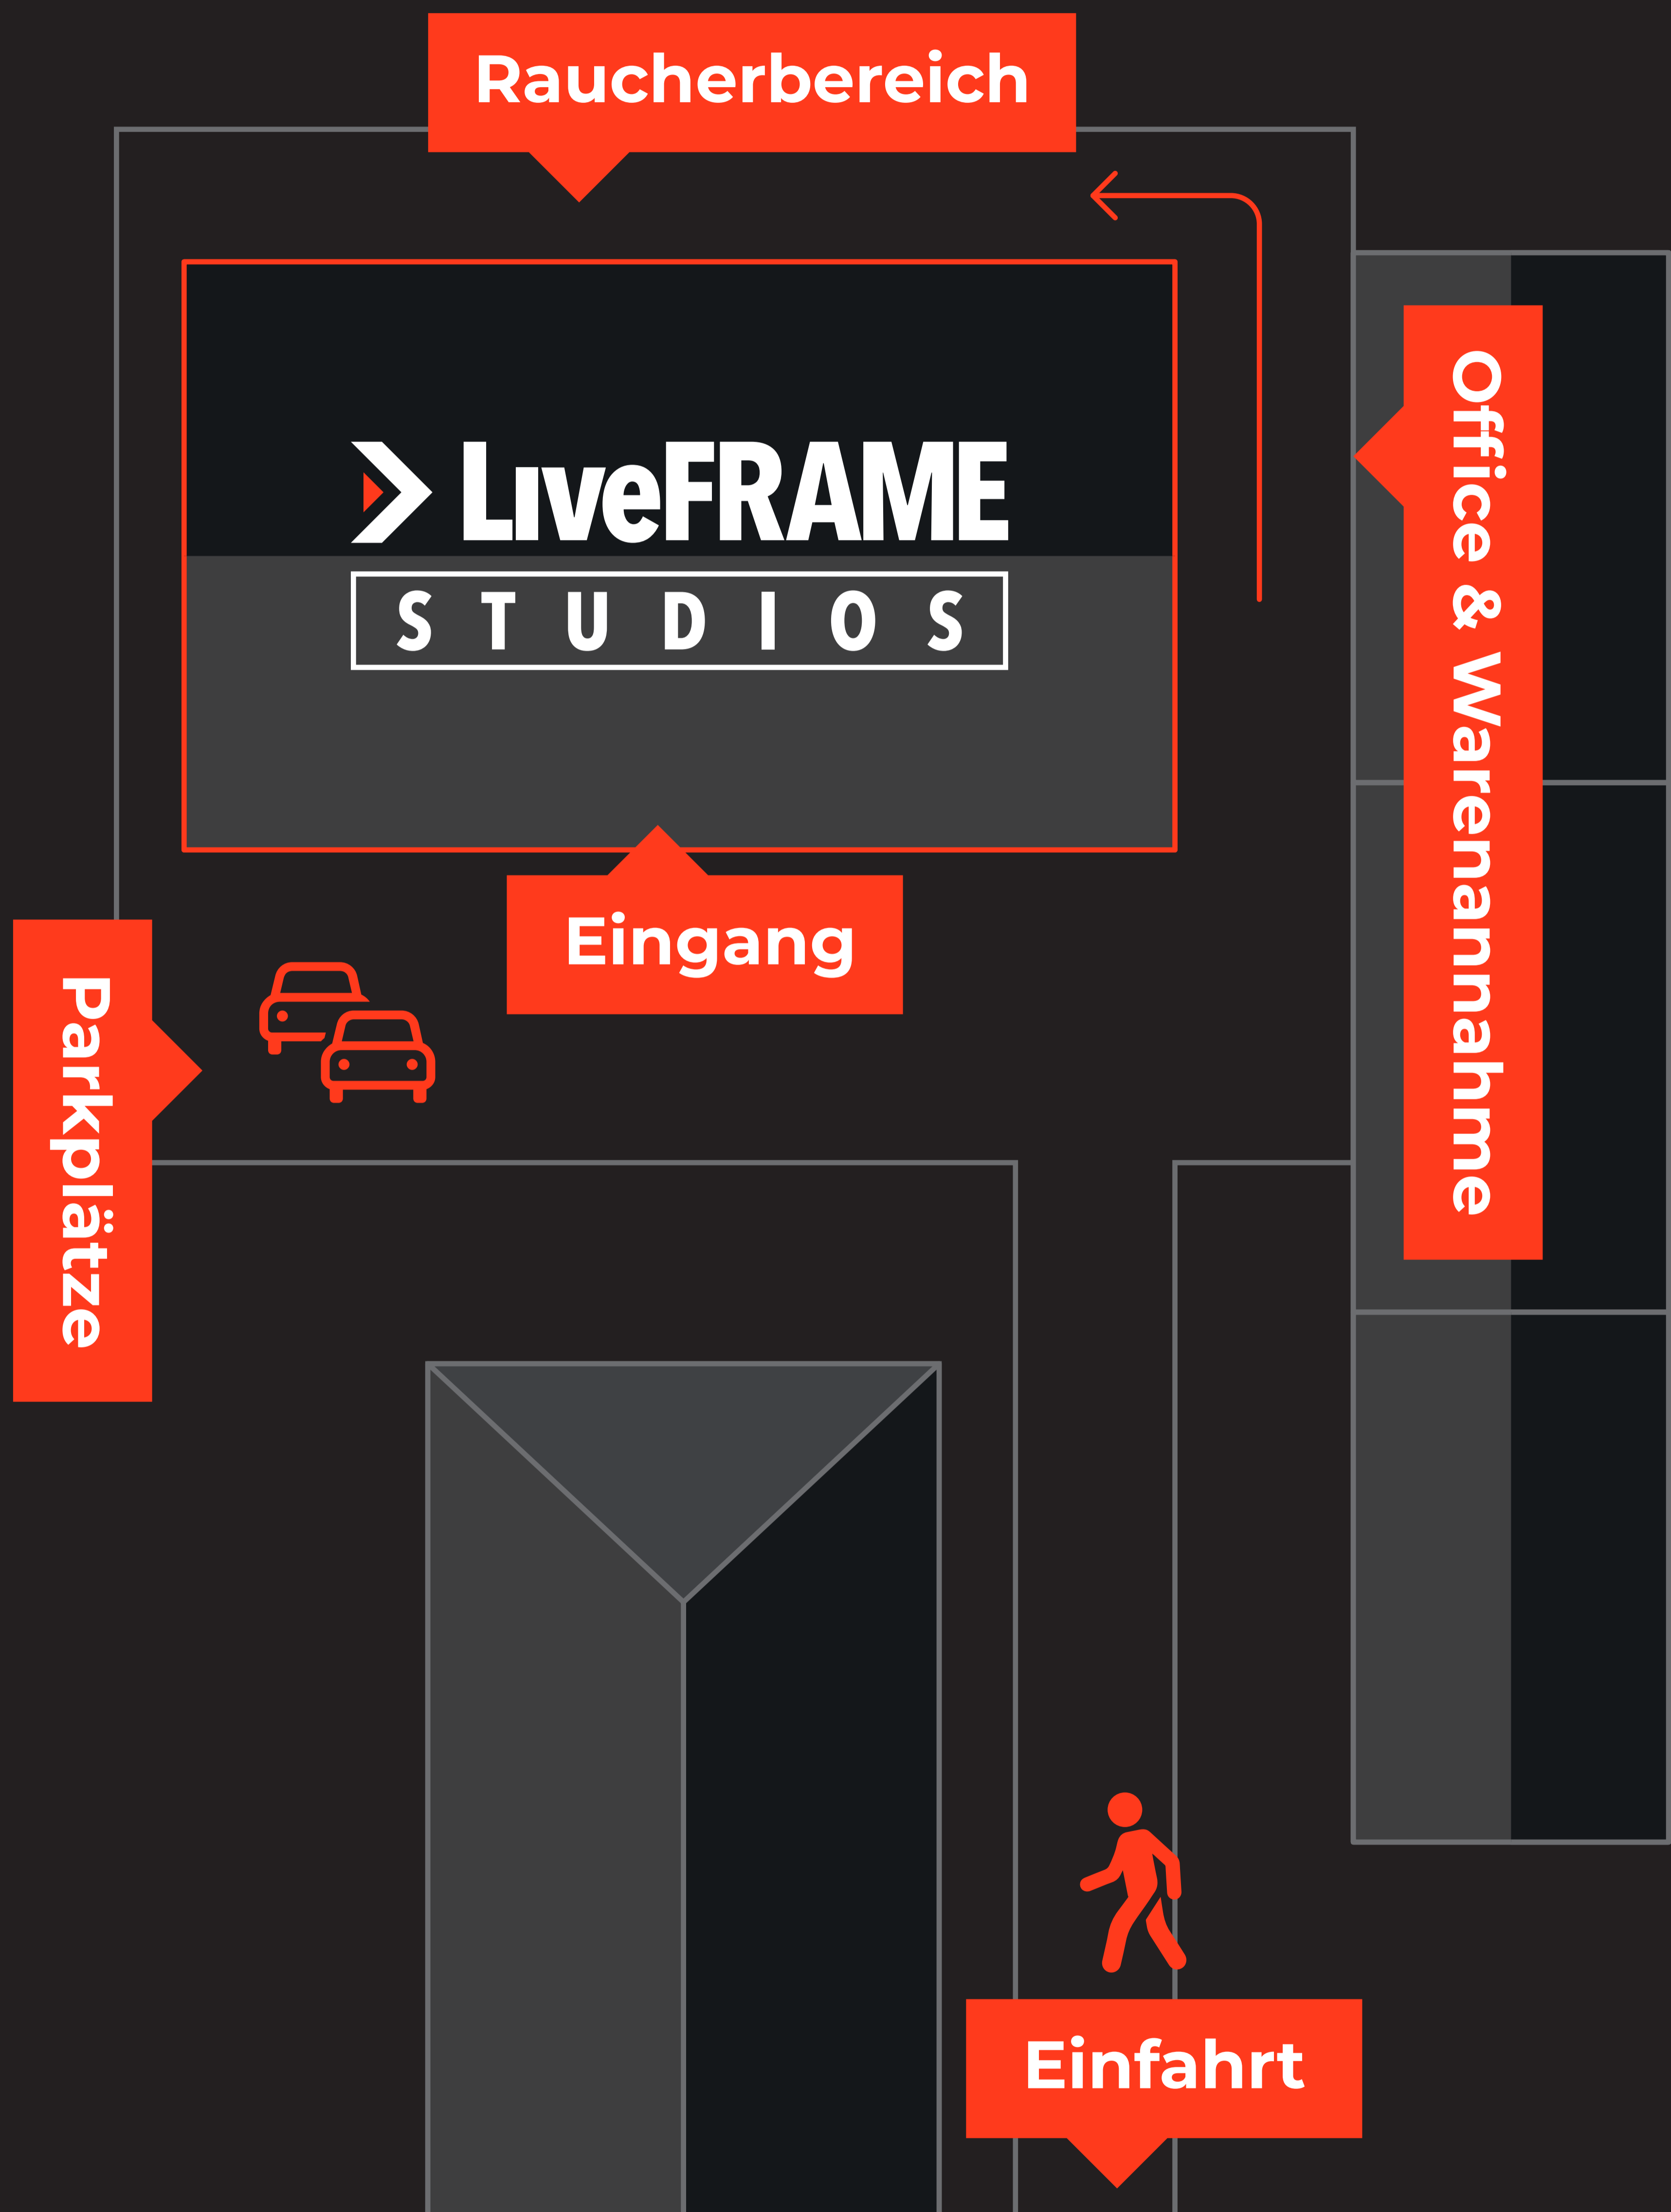 Raucherbereich
LiveFRAME
STUDIOS
Office & Warenannahme
Eingang
Parkplätze
Einfahrt